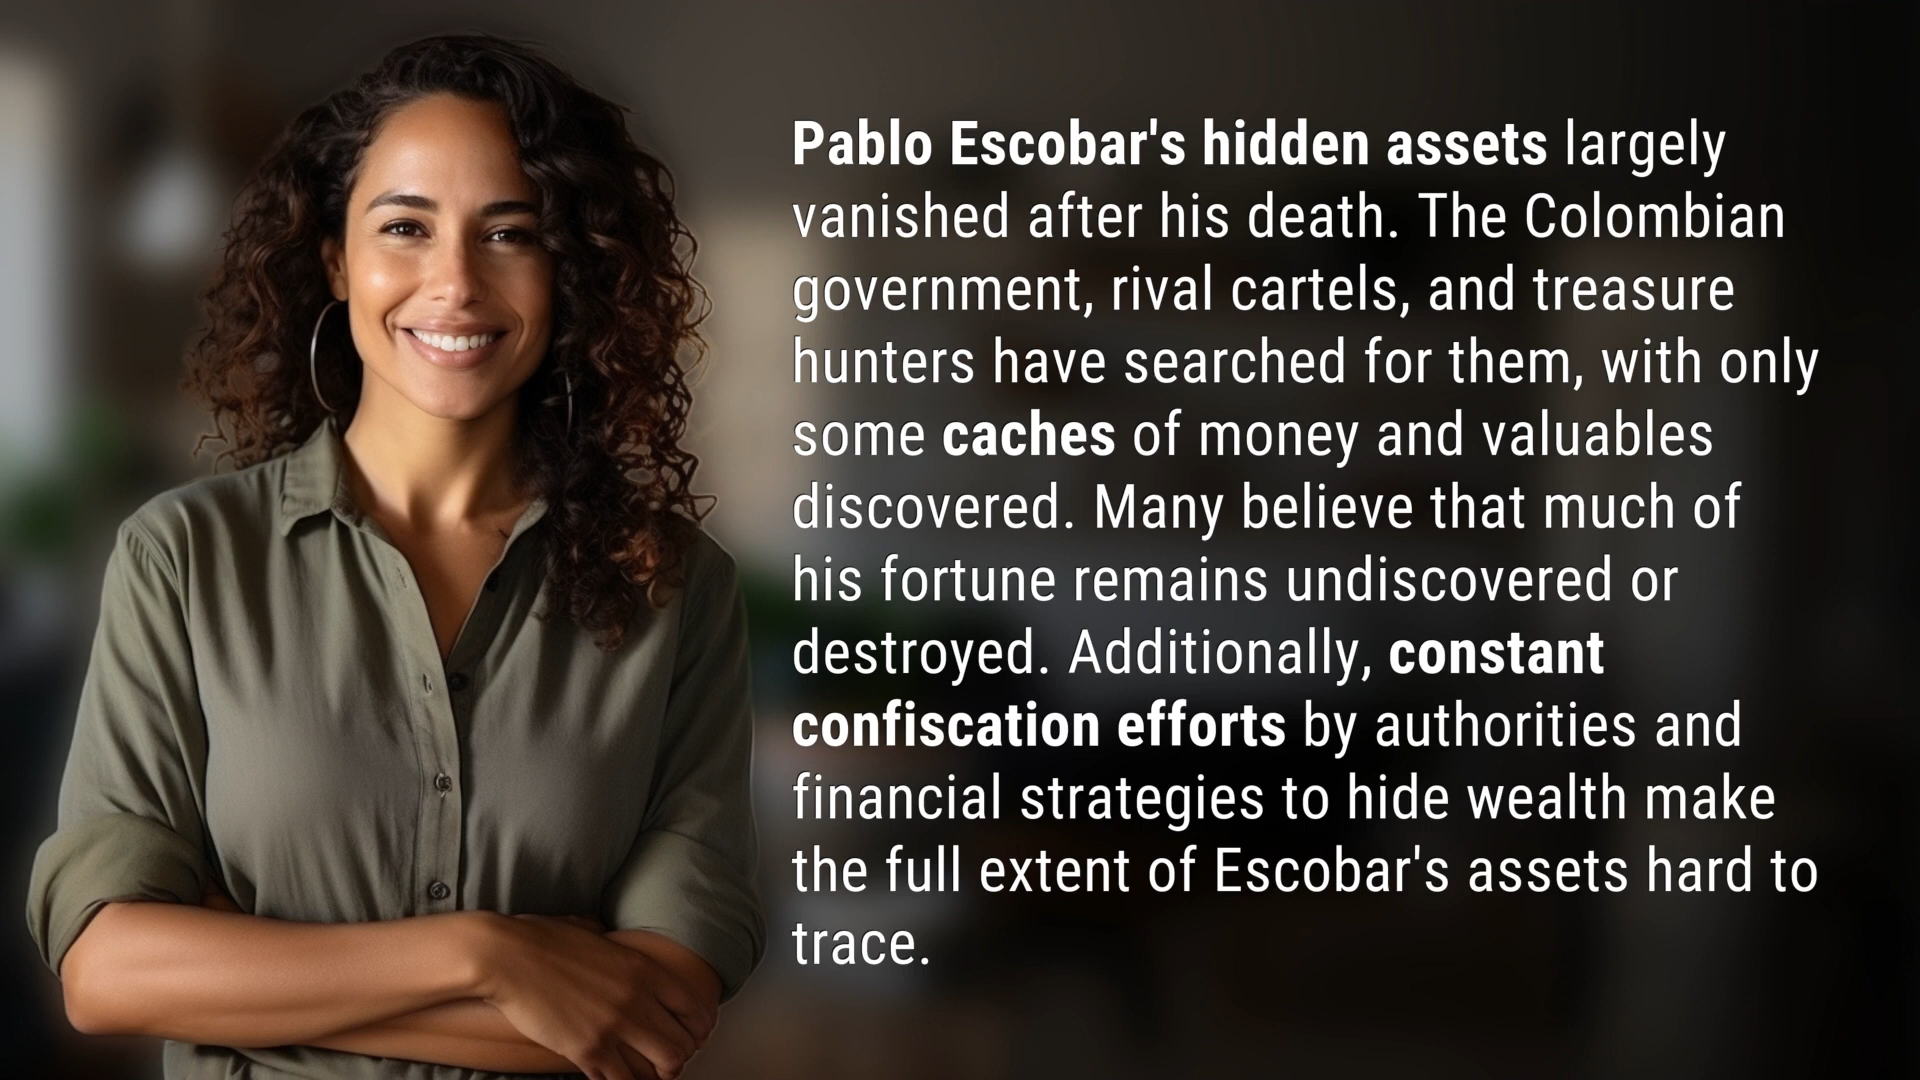 Pablo Escobar's hidden assets largely
vanished after his death. The Colombian
government, rival cartels, and treasure
hunters have searched for them, with only
some caches of money and valuables
discovered. Many believe that much of
his fortune remains undiscovered or
destroyed. Additionally, constant
confiscation efforts by authorities and
financial strategies to hide wealth make
the full extent of Escobar's assets hard to
trace.